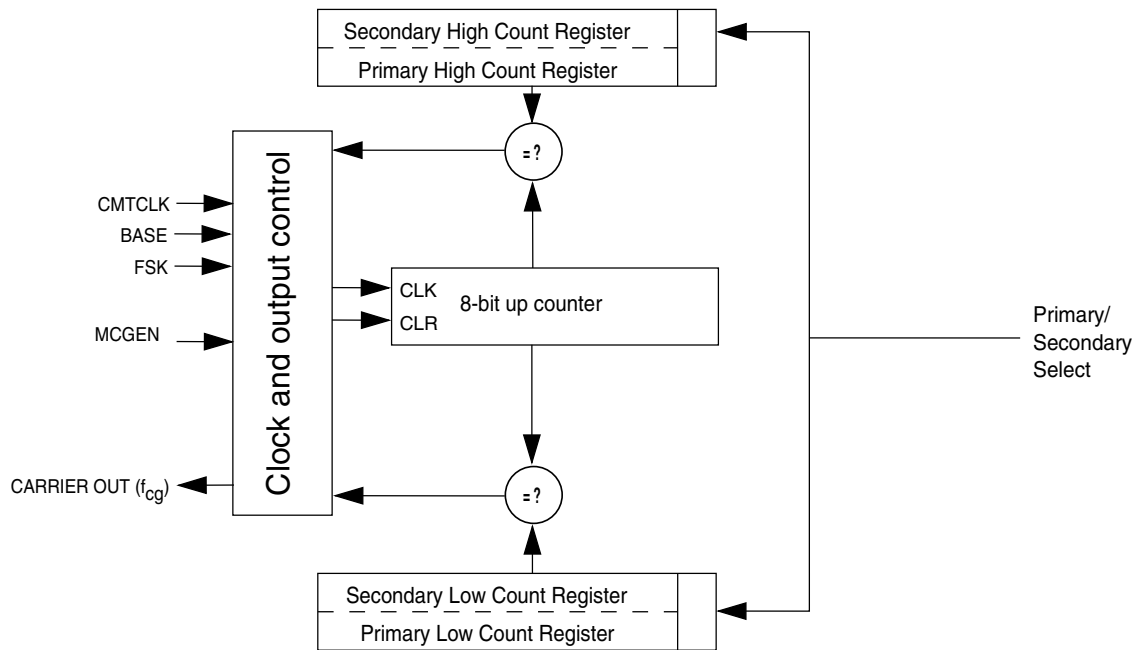 Secondary High Count Register
Primary High Count Register
=?
Clock and output control
CMTCLK
BASE
FSK
MCGEN
CARRIER OUT (fcg)
CLK
CLR
8-bit up counter
Primary/
Secondary
Select
=?
Secondary Low Count Register
Primary Low Count Register